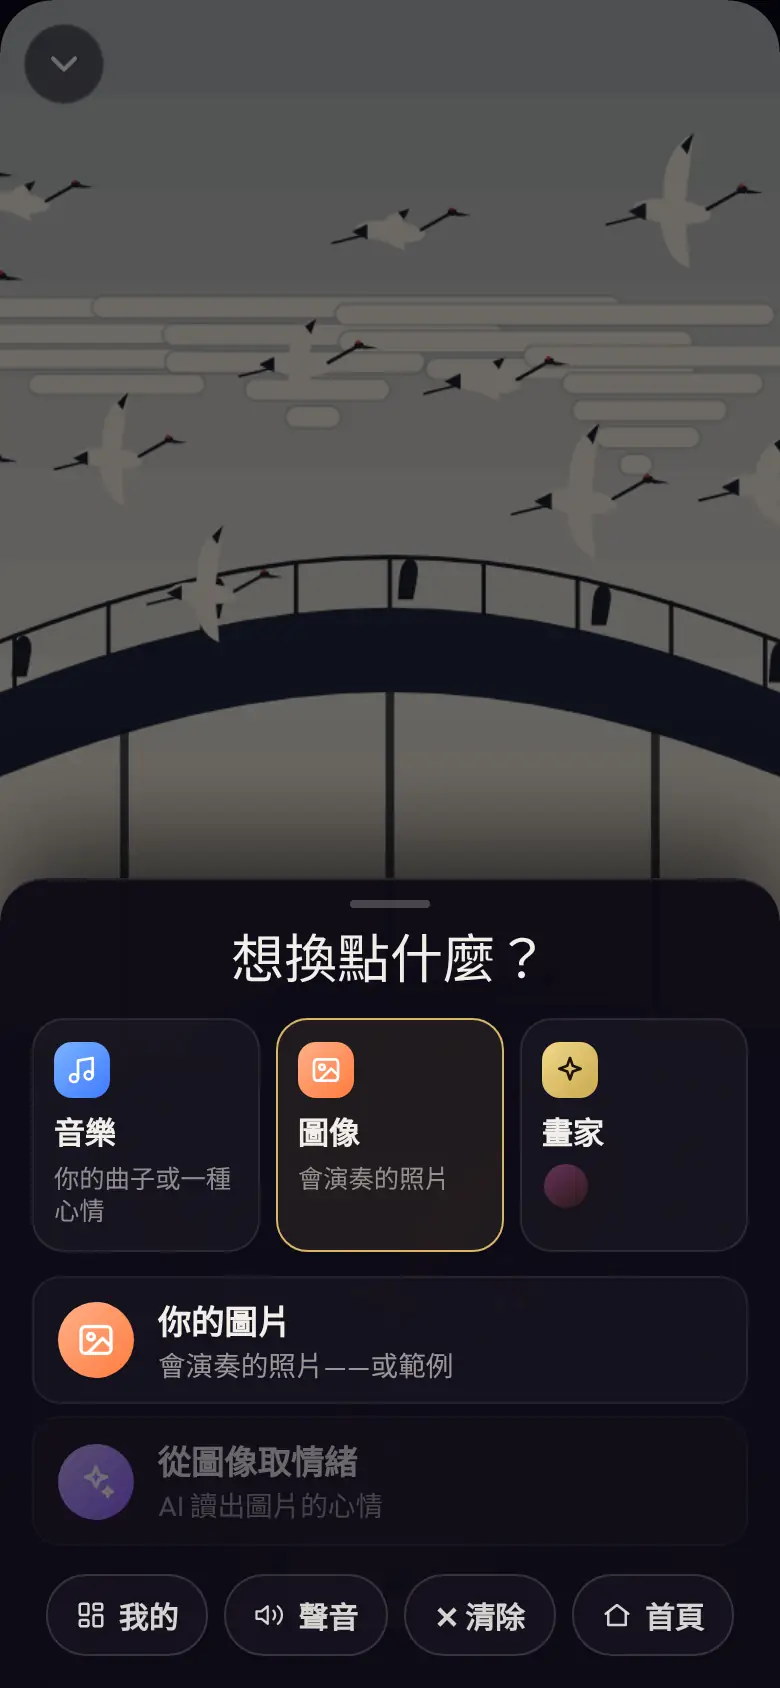 想換點什麼？
音樂
你的曲子或一種
心情
圖像
會演奏的照片
畫家
你的圖片
會演奏的照片——或範例
從圖像取情緒
AI 讀出圖片的心情
我的
聲音
× 清除
首頁